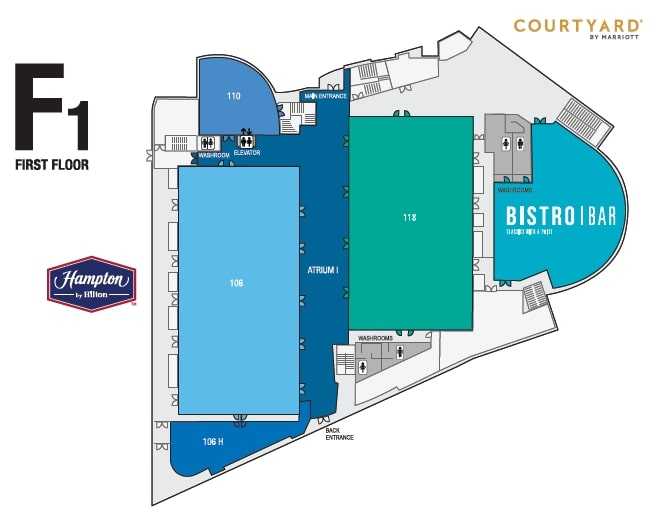 COURTYARD
BY MARRIOTT
F1
FIRST FLOOR
110
MAIN ENTRANCE
WASHROOM
ELEVATOR
118
WASHROOMS
BISTRO | BAR
ATRIUM I
106
Hampton
by Hilton
WASHROOMS
106 H
BACK
ENTRANCE